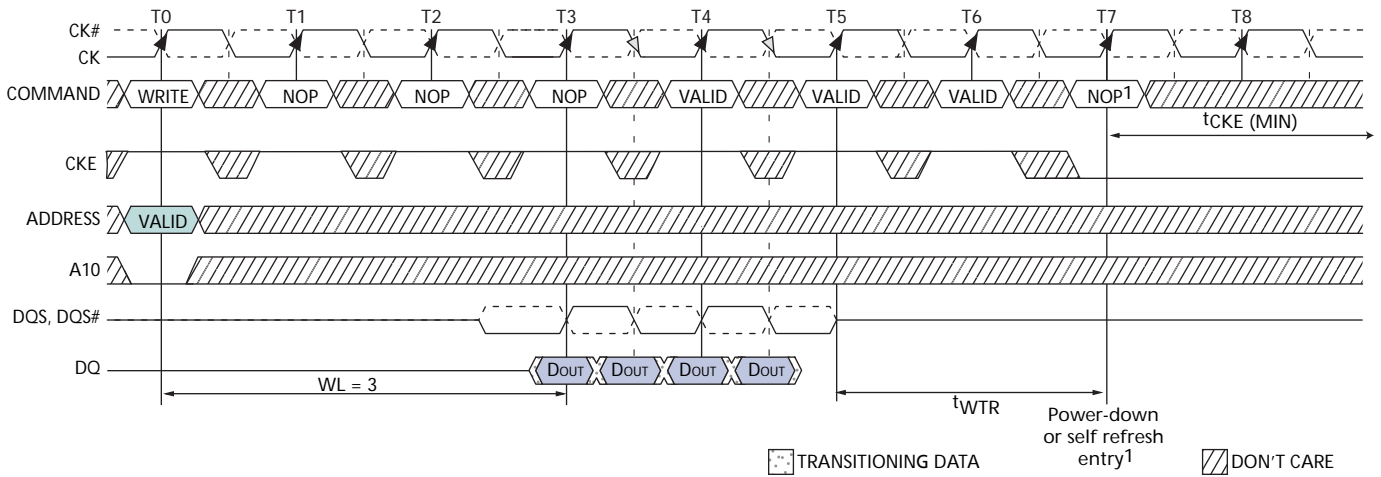 T0 T1 T2 T3 T4 T5 T6 T7 T8
CK#
CK
COMMAND WRITE NOP NOP NOP VALID VALID VALID NOP1
tCKE (MIN)
CKE
ADDRESS VALID
A10
DQS, DQS#
DQ DOUT DOUT DOUT DOUT
WL = 3
tWTR
Power-down
or self refresh
entry1
TRANSITIONING DATA DON'T CARE